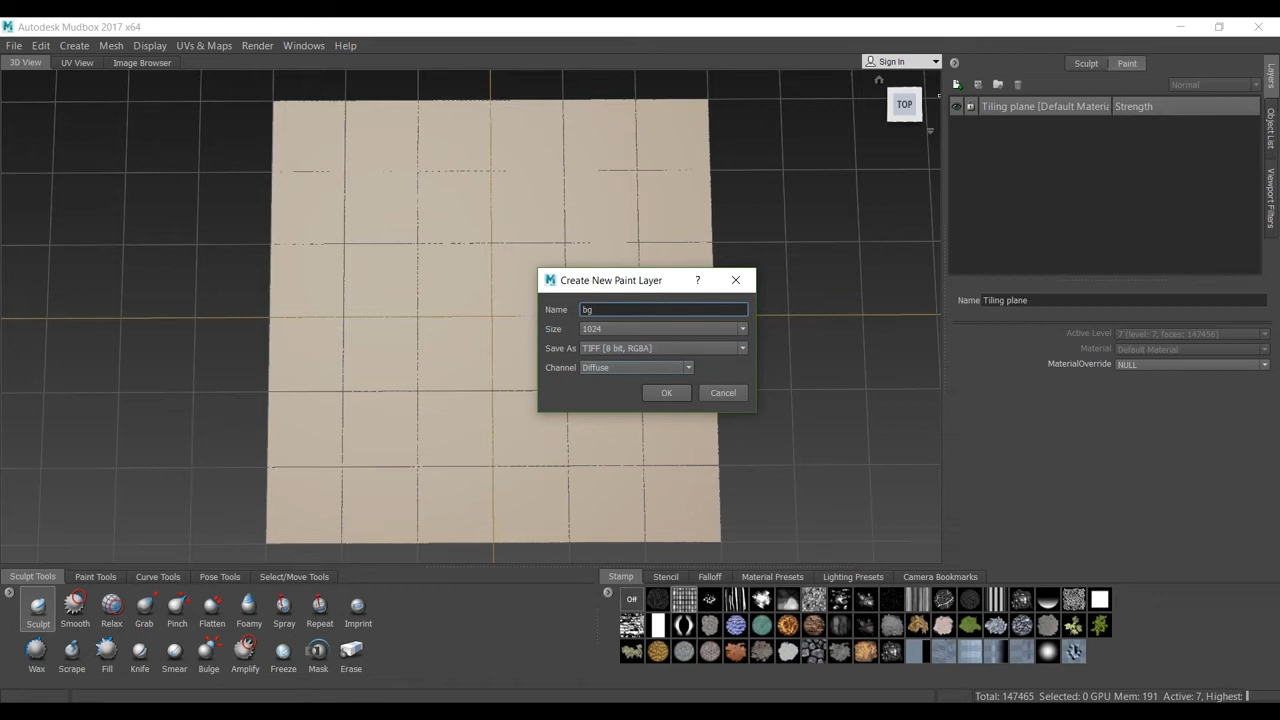 Autodesk Mudbox 2017 x64
File Edit Create Mesh Display UVs & Maps Render Windows Help
3D View UV View Image Browser
Sign In
Sculpt Paint
Normal
Layers
Object List
Viewport Filters
TOP
Tiling plane [Default Materia Strength
Create New Paint Layer ?
Name bg
Size 1024
Save As TIFF [8 bit, RGBA]
Channel Diffuse
OK Cancel
Name Tiling plane
Active Level 7 (level: 7, faces: 147456)
Material Default Material
MaterialOverride NULL
Sculpt Tools Paint Tools Curve Tools Pose Tools Select/Move Tools
Sculpt Smooth Relax Grab Pinch Flatten Foamy Spray Repeat Imprint
Wax Scrape Fill Knife Smear Bulge Amplify Freeze Mask Erase
Stamp Stencil Falloff Material Presets Lighting Presets Camera Bookmarks
Off
Total: 147465 Selected: 0 GPU Mem: 191 Active: 7, Highest: